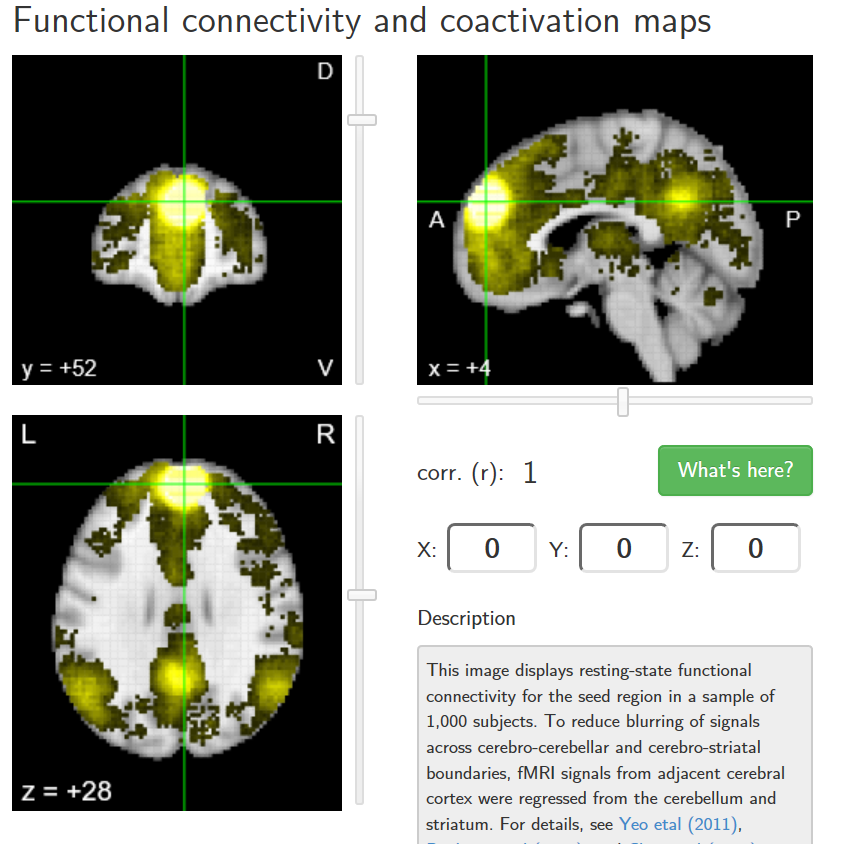 Functional connectivity and coactivation maps
D
y = +52
V
A
P
x = +4
L
R
z = +28
corr. (r): 1
What's here?
X: 0 Y: 0 Z: 0
Description
This image displays resting-state functional
connectivity for the seed region in a sample of
1,000 subjects. To reduce blurring of signals
across cerebro-cerebellar and cerebro-striatal
boundaries, fMRI signals from adjacent cerebral
cortex were regressed from the cerebellum and
striatum. For details, see Yeo etal (2011),